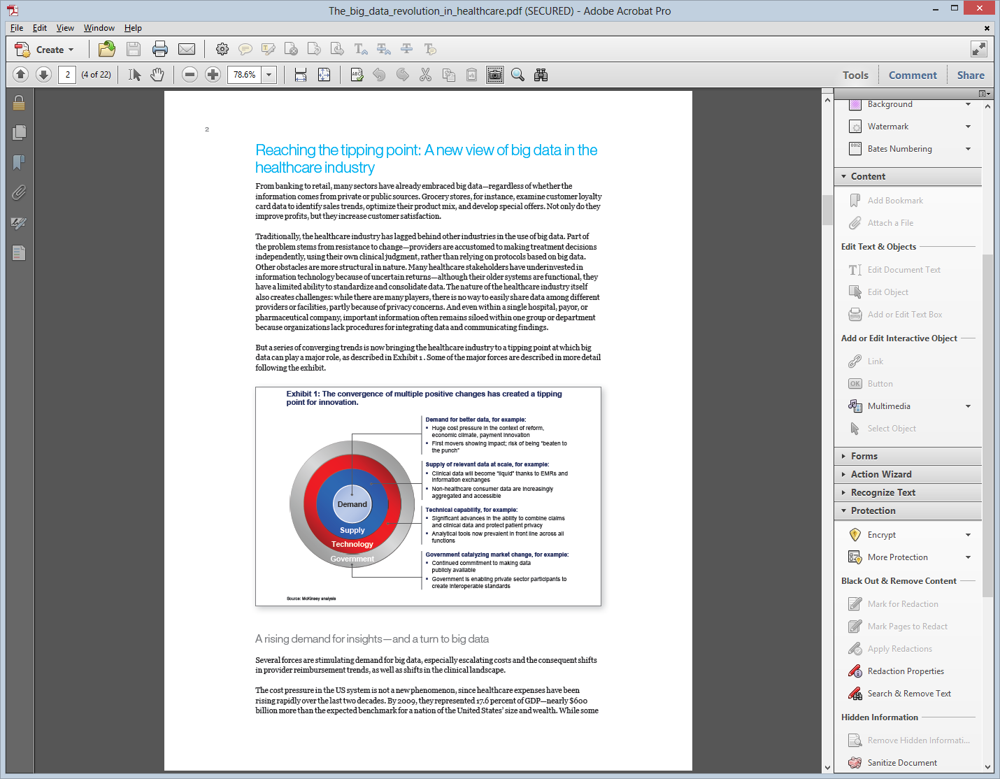 The_big_data_revolution_in_healthcare.pdf (SECURED) - Adobe Acrobat Pro
File Edit View Window Help
Create
2 (4 of 22) 78.6% Tools Comment Share
2
Reaching the tipping point: A new view of big data in the
healthcare industry
From banking to retail, many sectors have already embraced big data—regardless of whether the
information comes from private or public sources. Grocery stores, for instance, examine customer loyalty
card data to identify sales trends, optimize their product mix, and develop special offers. Not only do they
improve profits, but they increase customer satisfaction.
Traditionally, the healthcare industry has lagged behind other industries in the use of big data. Part of
the problem stems from resistance to change—providers are accustomed to making treatment decisions
independently, using their own clinical judgment, rather than relying on protocols based on big data.
Other obstacles are more structural in nature. Many healthcare stakeholders have underinvested in
information technology because of uncertain returns—although their older systems are functional, they
have a limited ability to standardize and consolidate data. The nature of the healthcare industry itself
also creates challenges: while there are many players, there is no way to easily share data among different
providers or facilities, partly because of privacy concerns. And even within a single hospital, payor, or
pharmaceutical company, important information often remains siloed within one group or department
because organizations lack procedures for integrating data and communicating findings.
But a series of converging trends is now bringing the healthcare industry to a tipping point at which big
data can play a major role, as described in Exhibit 1. Some of the major forces are described in more detail
following the exhibit.
Exhibit 1: The convergence of multiple positive changes has created a tipping
point for innovation.
Demand
Supply
Technology
Government
Demand for better data, for example:
▪ Huge cost pressure in the context of reform,
economic climate, payment innovation
▪ First movers showing impact; risk of being "beaten to
the punch"
Supply of relevant data at scale, for example:
▪ Clinical data will become "liquid" thanks to EMRs and
information exchanges
▪ Non-healthcare consumer data are increasingly
aggregated and accessible
Technical capability, for example:
▪ Significant advances in the ability to combine claims
and clinical data and protect patient privacy
▪ Analytical tools now prevalent in front line across all
functions
Government catalyzing market change, for example:
▪ Continued commitment to making data
publicly available
▪ Government is enabling private sector participants to
create interoperable standards
Source: McKinsey analysis
A rising demand for insights—and a turn to big data
Several forces are stimulating demand for big data, especially escalating costs and the consequent shifts
in provider reimbursement trends, as well as shifts in the clinical landscape.
The cost pressure in the US system is not a new phenomenon, since healthcare expenses have been
rising rapidly over the last two decades. By 2009, they represented 17.6 percent of GDP—nearly $600
billion more than the expected benchmark for a nation of the United States' size and wealth. While some
Background
Watermark
0012
Bates Numbering
Content
Add Bookmark
Attach a File
Edit Text & Objects
Edit Document Text
Edit Object
Add or Edit Text Box
Add or Edit Interactive Object
Link
OK
Button
Multimedia
Select Object
Forms
Action Wizard
Recognize Text
Protection
Encrypt
More Protection
Black Out & Remove Content
Mark for Redaction
Mark Pages to Redact
Apply Redactions
Redaction Properties
Search & Remove Text
Hidden Information
Remove Hidden Informati...
Sanitize Document